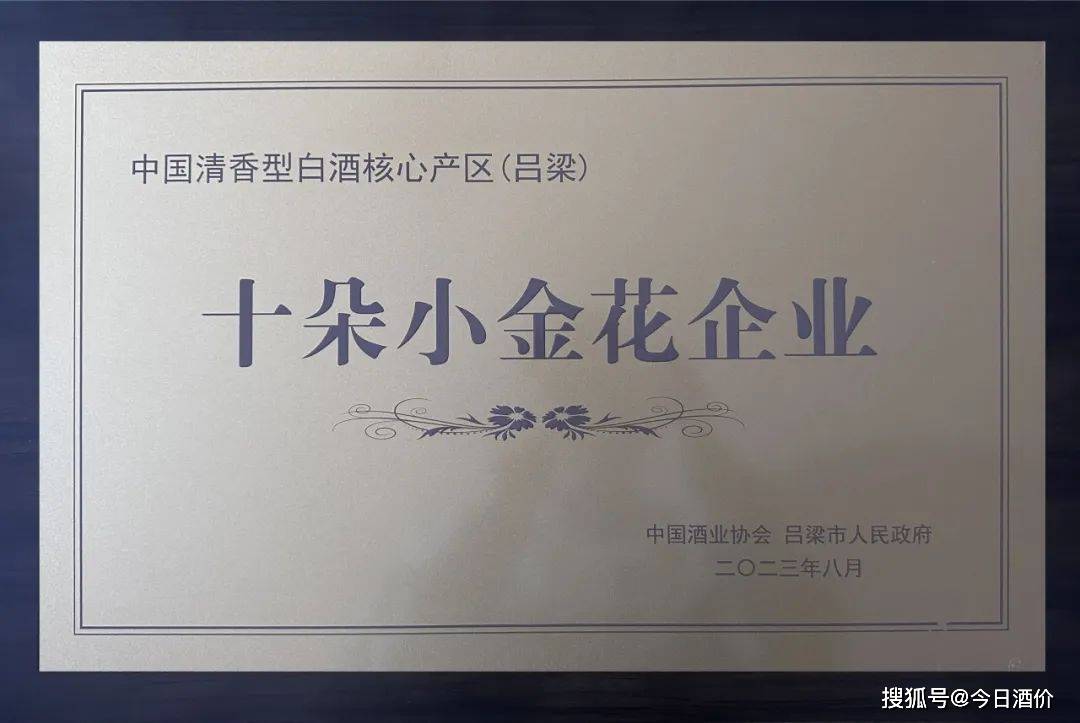 中国清香型白酒核心产区(吕梁)
十朵小金花企业
中国酒业协会 吕梁市人民政府
二〇二三年八月
搜狐号@今日酒价